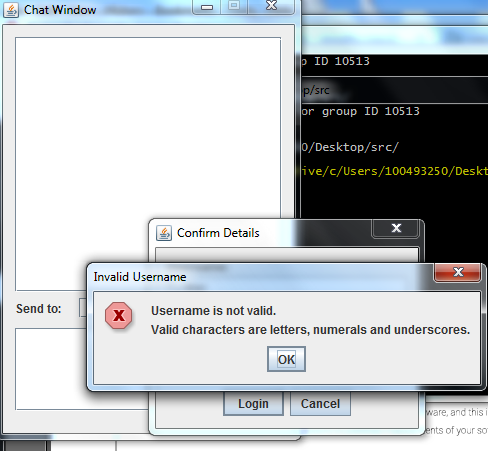 Chat Window
p ID 10513
p/src
or group ID 10513
0/Desktop/src/
ive/c/Users/100493250/Deskt
Confirm Details
Invalid Username
Send to:
Username is not valid.
Valid characters are letters, numerals and underscores.
OK
Login
Cancel
ware, and this i
ents of your sof